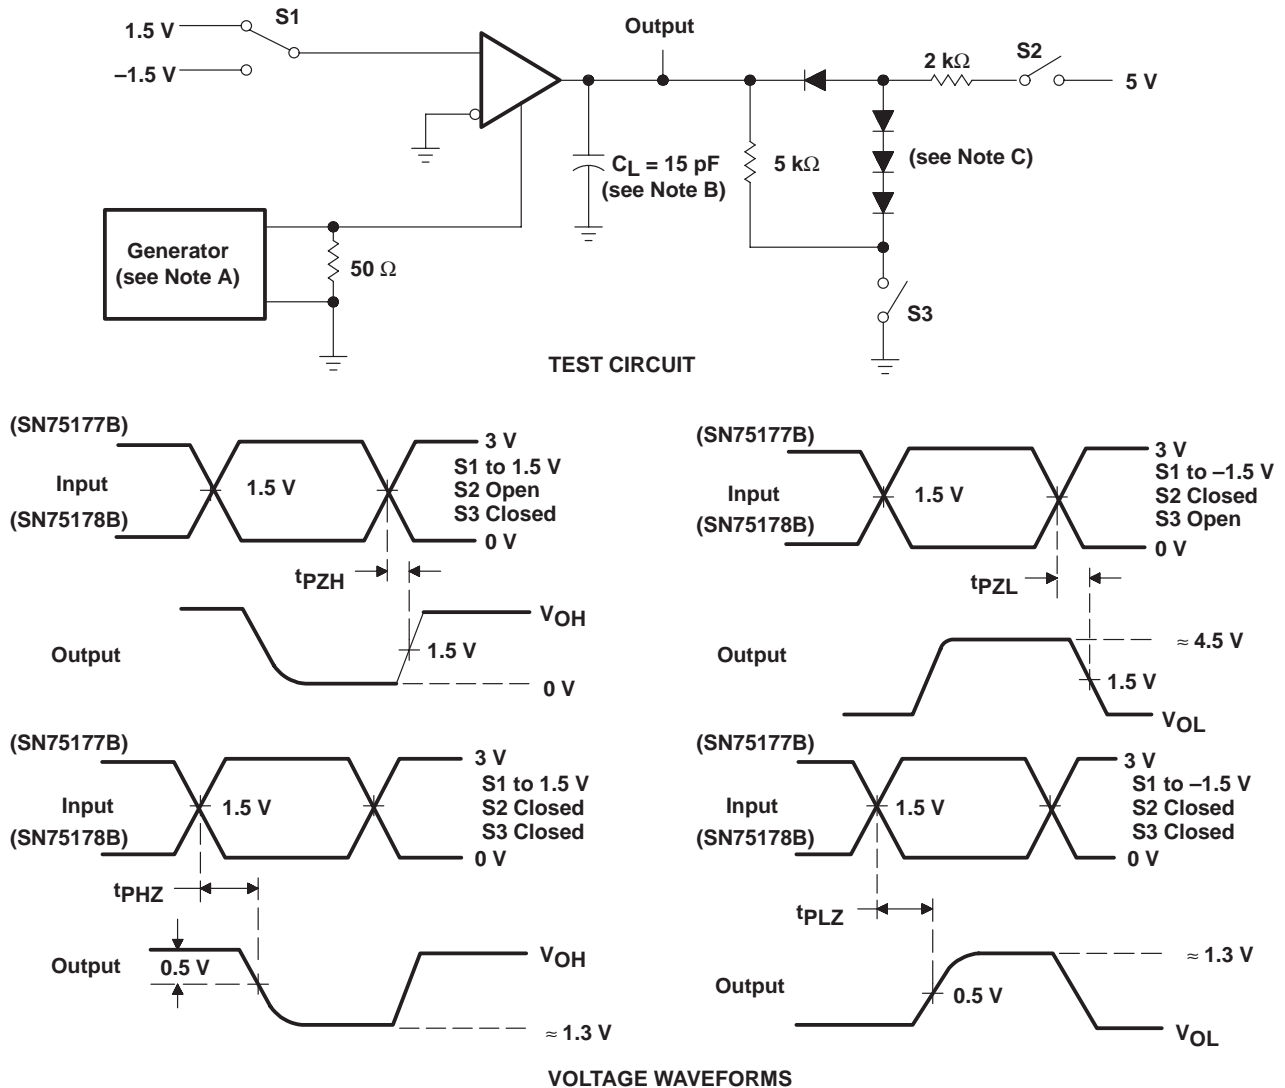 S1
1.5 V
–1.5 V
Output
S2
2 kΩ
5 V
CL = 15 pF
(see Note B)
5 kΩ
(see Note C)
Generator
(see Note A)
50 Ω
S3
TEST CIRCUIT
(SN75177B)
Input
(SN75178B)
1.5 V
3 V
S1 to 1.5 V
S2 Open
S3 Closed
0 V
tPZH
Output
VOH
1.5 V
0 V
(SN75177B)
Input
(SN75178B)
1.5 V
3 V
S1 to –1.5 V
S2 Closed
S3 Open
0 V
tPZL
Output
≈ 4.5 V
1.5 V
VOL
(SN75177B)
Input
(SN75178B)
1.5 V
3 V
S1 to 1.5 V
S2 Closed
S3 Closed
0 V
tPHZ
Output
0.5 V
VOH
≈ 1.3 V
(SN75177B)
Input
(SN75178B)
1.5 V
3 V
S1 to –1.5 V
S2 Closed
S3 Closed
0 V
tPLZ
Output
≈ 1.3 V
0.5 V
VOL
VOLTAGE WAVEFORMS